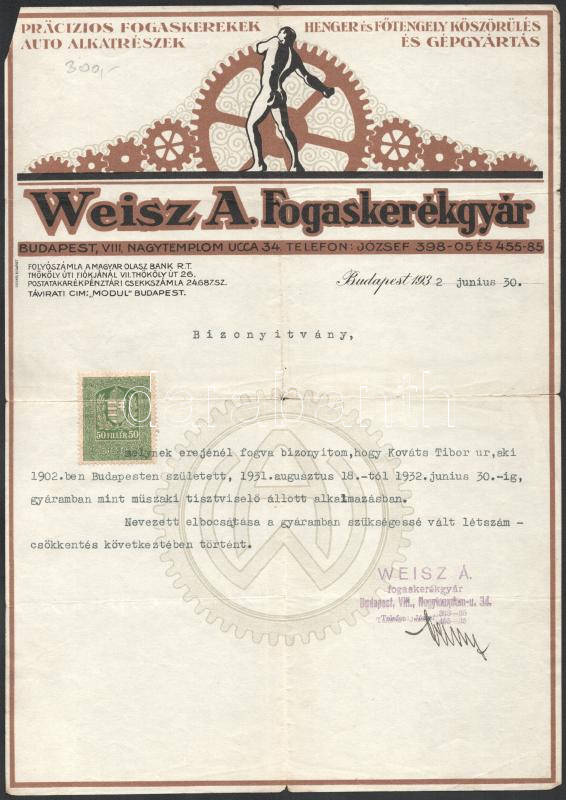 PRÄCIZIOS FOGASKEREKEK
AUTO ALKATRÉSZEK
HENGER ÉS FŐTENGELY KÖSZÖRÜLÉS
ÉS GÉPGYÁRTÁS
300,-
Weisz A. Fogaskerékgyár
BUDAPEST, VIII, NAGYTEMPLOM UCCA 34. TELEFON: JÓZSEF 398-05 ÉS 455-85
FOLYÓSZÁMLA A MAGYAR OLASZ BANK R.T.
THÖKÖLY ÚTI FIÓKJÁNÁL VII. THÖKÖLY ÚT 26.
POSTATAKARÉKPÉNZTÁRI CSEKKSZÁMLA 24687.SZ.
TÁVIRATI CIM: „MODUL" BUDAPEST.
Budapest 1932 junius 30.
Bizonyitvány,
50 FILLÉR 50
darabanth
melynek erejénél fogva bizonyitom, hogy Kováts Tibor ur, aki
1902.ben Budapesten született, 1931.augusztus 18.-tól 1932.junius 30.-ig,
gyáramban mint müszaki tisztviselő állott alkalmazásban.
Nevezett elbocsátása a gyáramban szükségessé vált létszám -
csökkentés következtében történt.
WEISZ Á.
fogaskerékgyár
Budapest, VIII., Nagytemplom-u. 34.